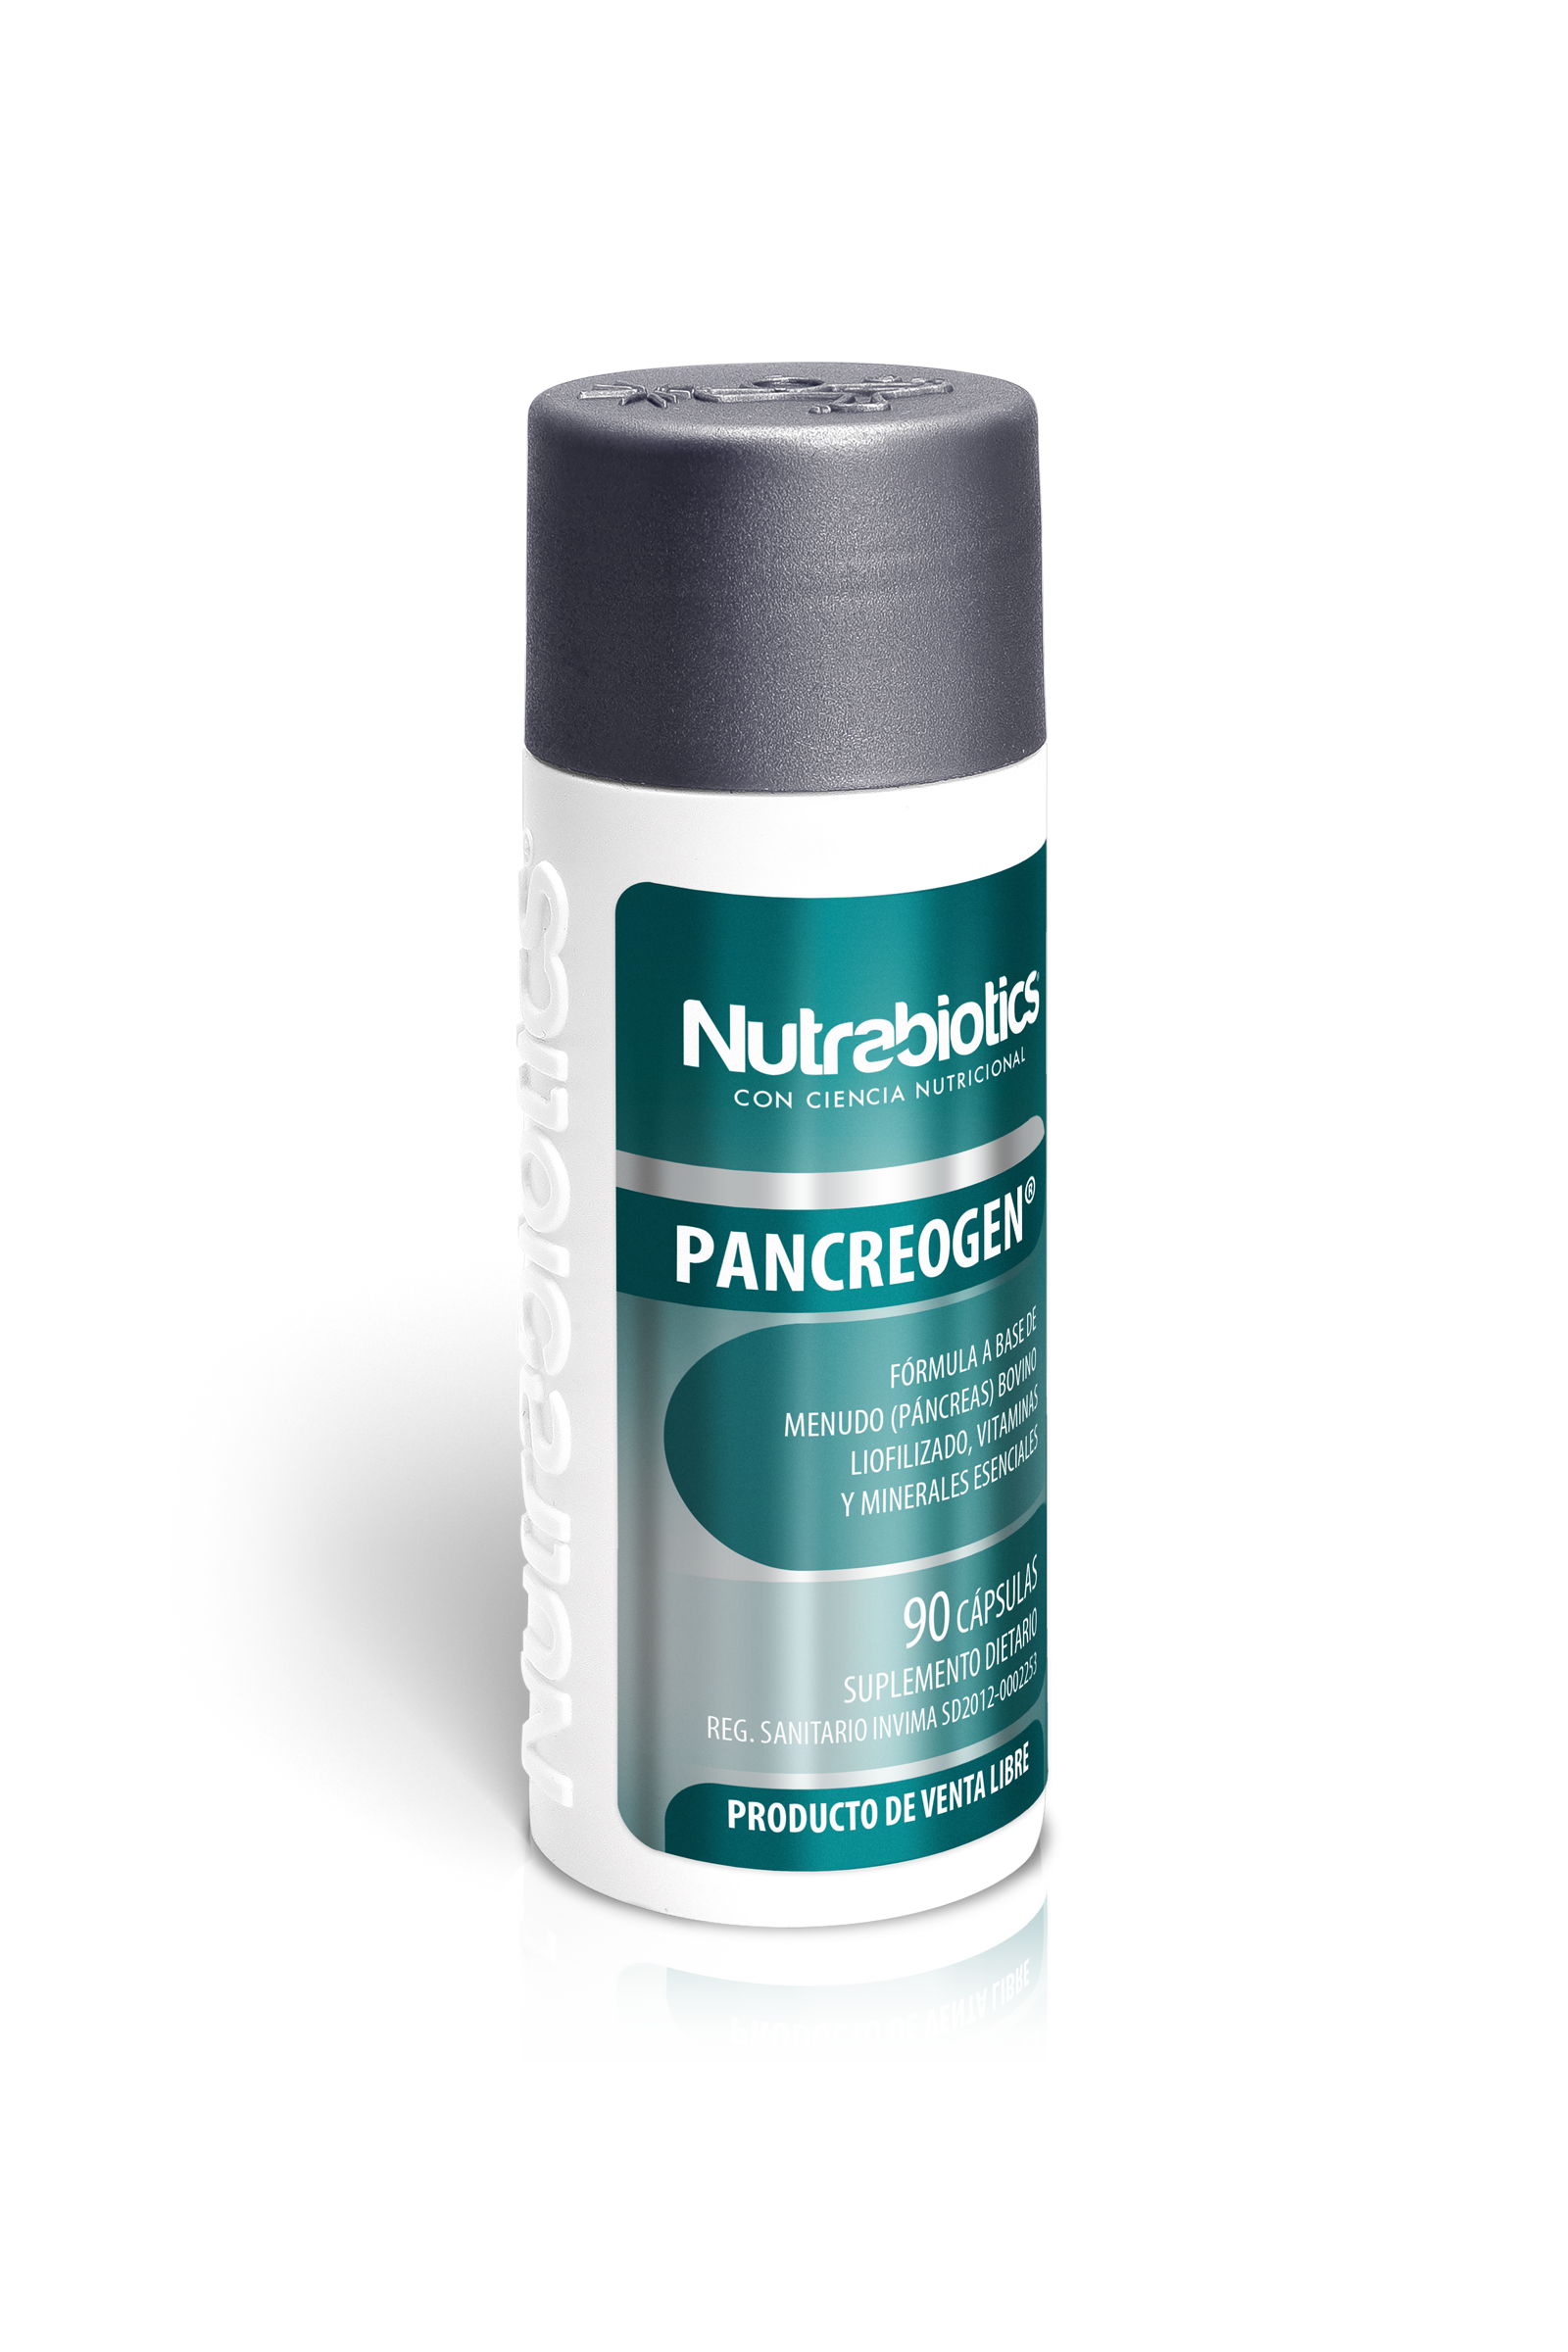 Nutrabiotics®
CON CIENCIA NUTRICIONAL
PANCREOGEN®
FÓRMULA A BASE DE
MENUDO (PÁNCREAS) BOVINO
LIOFILIZADO, VITAMINAS
Y MINERALES ESENCIALES
90 CÁPSULAS
SUPLEMENTO DIETARIO
REG. SANITARIO INVIMA SD2012-0002253
PRODUCTO DE VENTA LIBRE
Nutrabiotics®